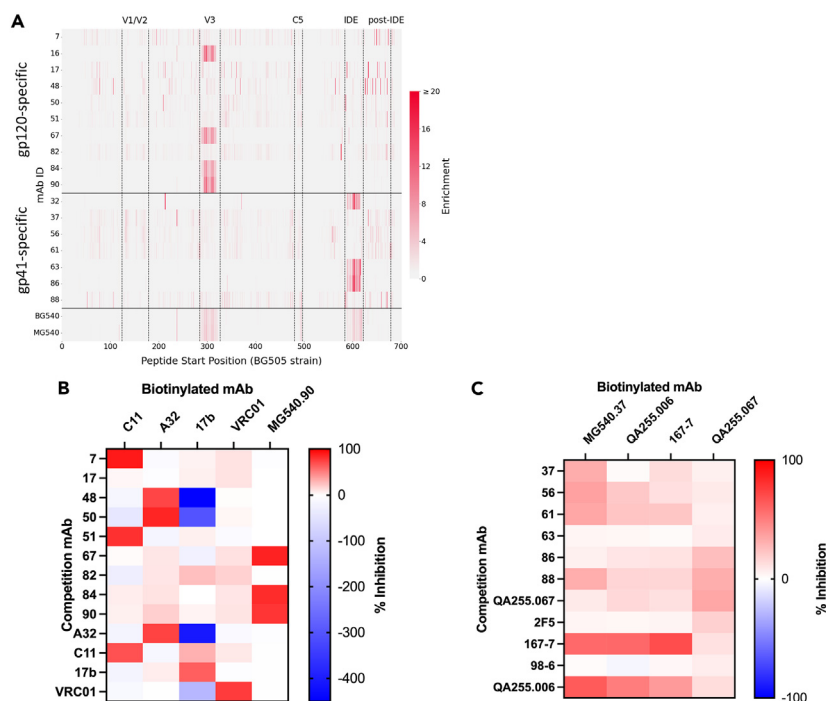 A
V1/V2 V3 C5 IDE post-IDE
gp120-specific
gp41-specific
mAb ID
7
16
17
48
50
51
67
82
84
90
32
37
56
61
63
86
88
BG540
MG540
0 100 200 300 400 500 600 700
Peptide Start Position (BG505 strain)
≥ 20
16
12
8
4
0
Enrichment
B
Biotinylated mAb
C11 A32 17b VRC01 MG540.90
Competition mAb
7
17
48
50
51
67
82
84
90
A32
C11
17b
VRC01
100
0
-100
-200
-300
-400
% Inhibition
C
Biotinylated mAb
MG540.37 QA255.006 167-7 QA255.067
Competition mAb
37
56
61
63
86
88
QA255.067
2F5
167-7
98-6
QA255.006
100
0
-100
% Inhibition